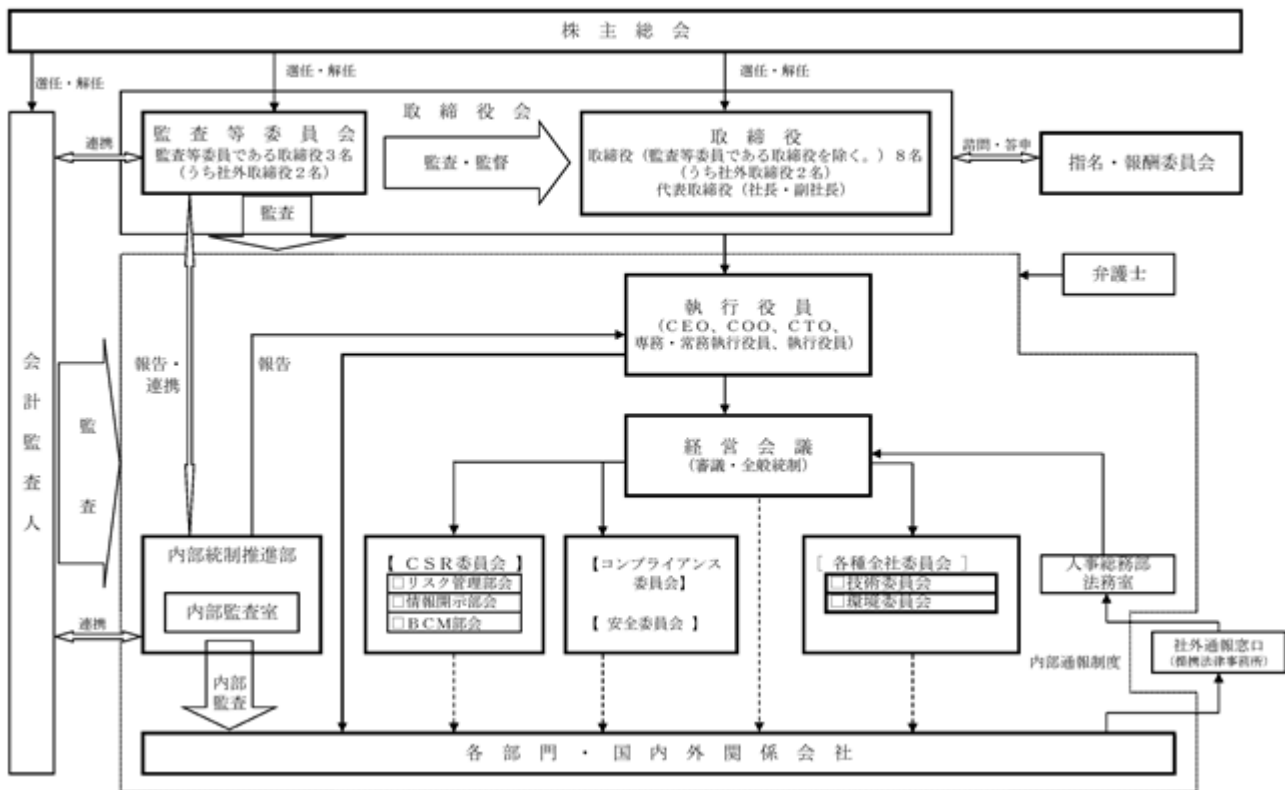 株主総会
選任・解任
選任・解任
選任・解任
取締役会
監査等委員会
監査等委員である取締役3名
(うち社外取締役2名)
連携
監査・監督
取締役
取締役(監査等委員である取締役を除く。)8名
(うち社外取締役2名)
代表取締役(社長・副社長)
諮問・答申
指名・報酬委員会
監査
弁護士
執行役員
(CEO、COO、CTO、
専務・常務執行役員、執行役員)
会計監査人
監査
報告・
連携
報告
経営会議
(審議・全般統制)
内部統制推進部
内部監査室
【CSR委員会】
□リスク管理部会
□情報開示部会
□BCM部会
【コンプライアンス
委員会】
【安全委員会】
[各種全社委員会]
□技術委員会
□環境委員会
人事総務部
法務室
連携
内部
監査
内部通報制度
社外通報窓口
(提携法律事務所)
各部門・国内外関係会社